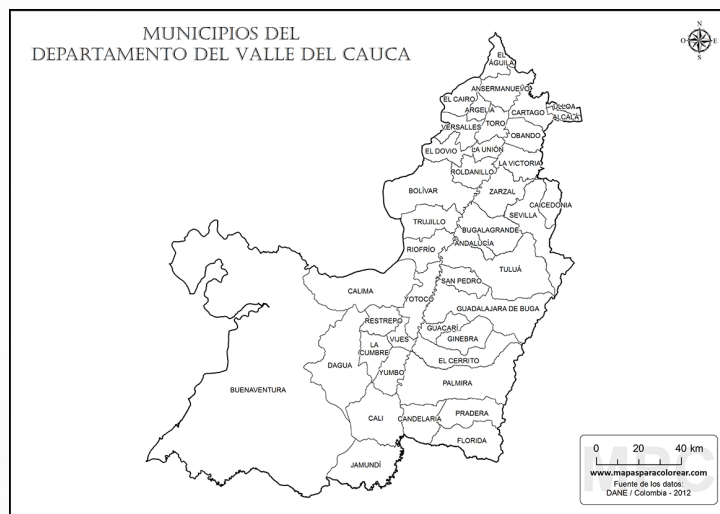 MUNICIPIOS DEL
DEPARTAMENTO DEL VALLE DEL CAUCA
N
O
E
S
EL
ÁGUILA
ANSERMANUEVO
EL CAIRO
ARGELIA
CARTAGO
ULLOA
ALCALÁ
VERSALLES
TORO
OBANDO
EL DOVIO
LA UNIÓN
LA VICTORIA
ROLDANILLO
BOLÍVAR
ZARZAL
CAICEDONIA
SEVILLA
TRUJILLO
BUGALAGRANDE
ANDALUCÍA
RIOFRÍO
TULUÁ
SAN PEDRO
CALIMA
YOTOCO
GUADALAJARA DE BUGA
RESTREPO
GUACARÍ
GINEBRA
VIJES
LA
CUMBRE
EL CERRITO
DAGUA
YUMBO
PALMIRA
BUENAVENTURA
CALI
CANDELARIA
PRADERA
FLORIDA
JAMUNDÍ
0 20 40 km
MPC
www.mapasparacolorear.com
Fuente de los datos:
DANE / Colombia - 2012